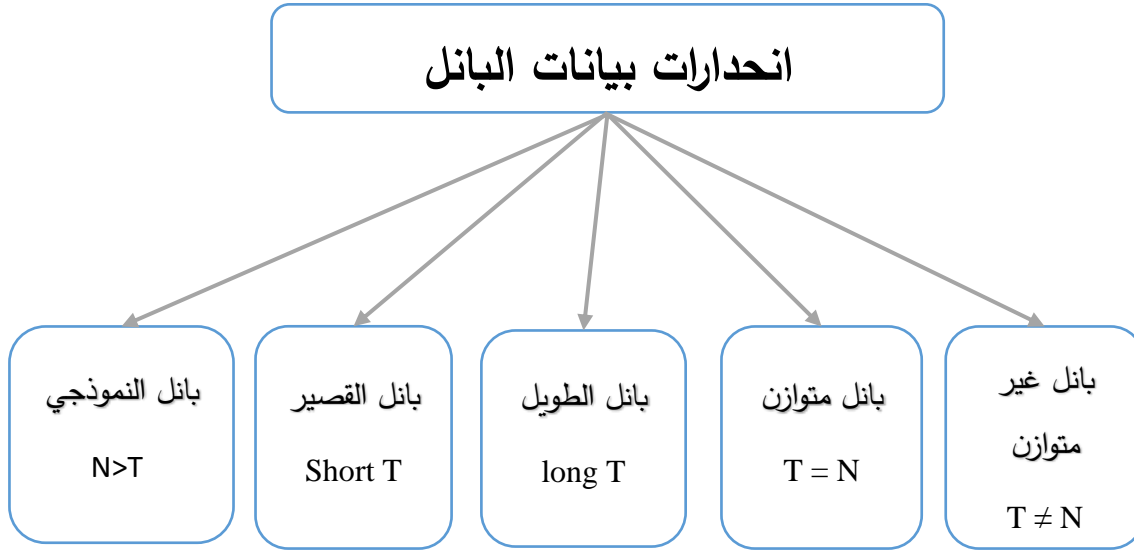 انحدارات بيانات البانل
بانل غير
متوازن
T ≠ N
بانل متوازن
T = N
بانل الطويل
long T
بانل القصير
Short T
بانل النموذجي
N>T